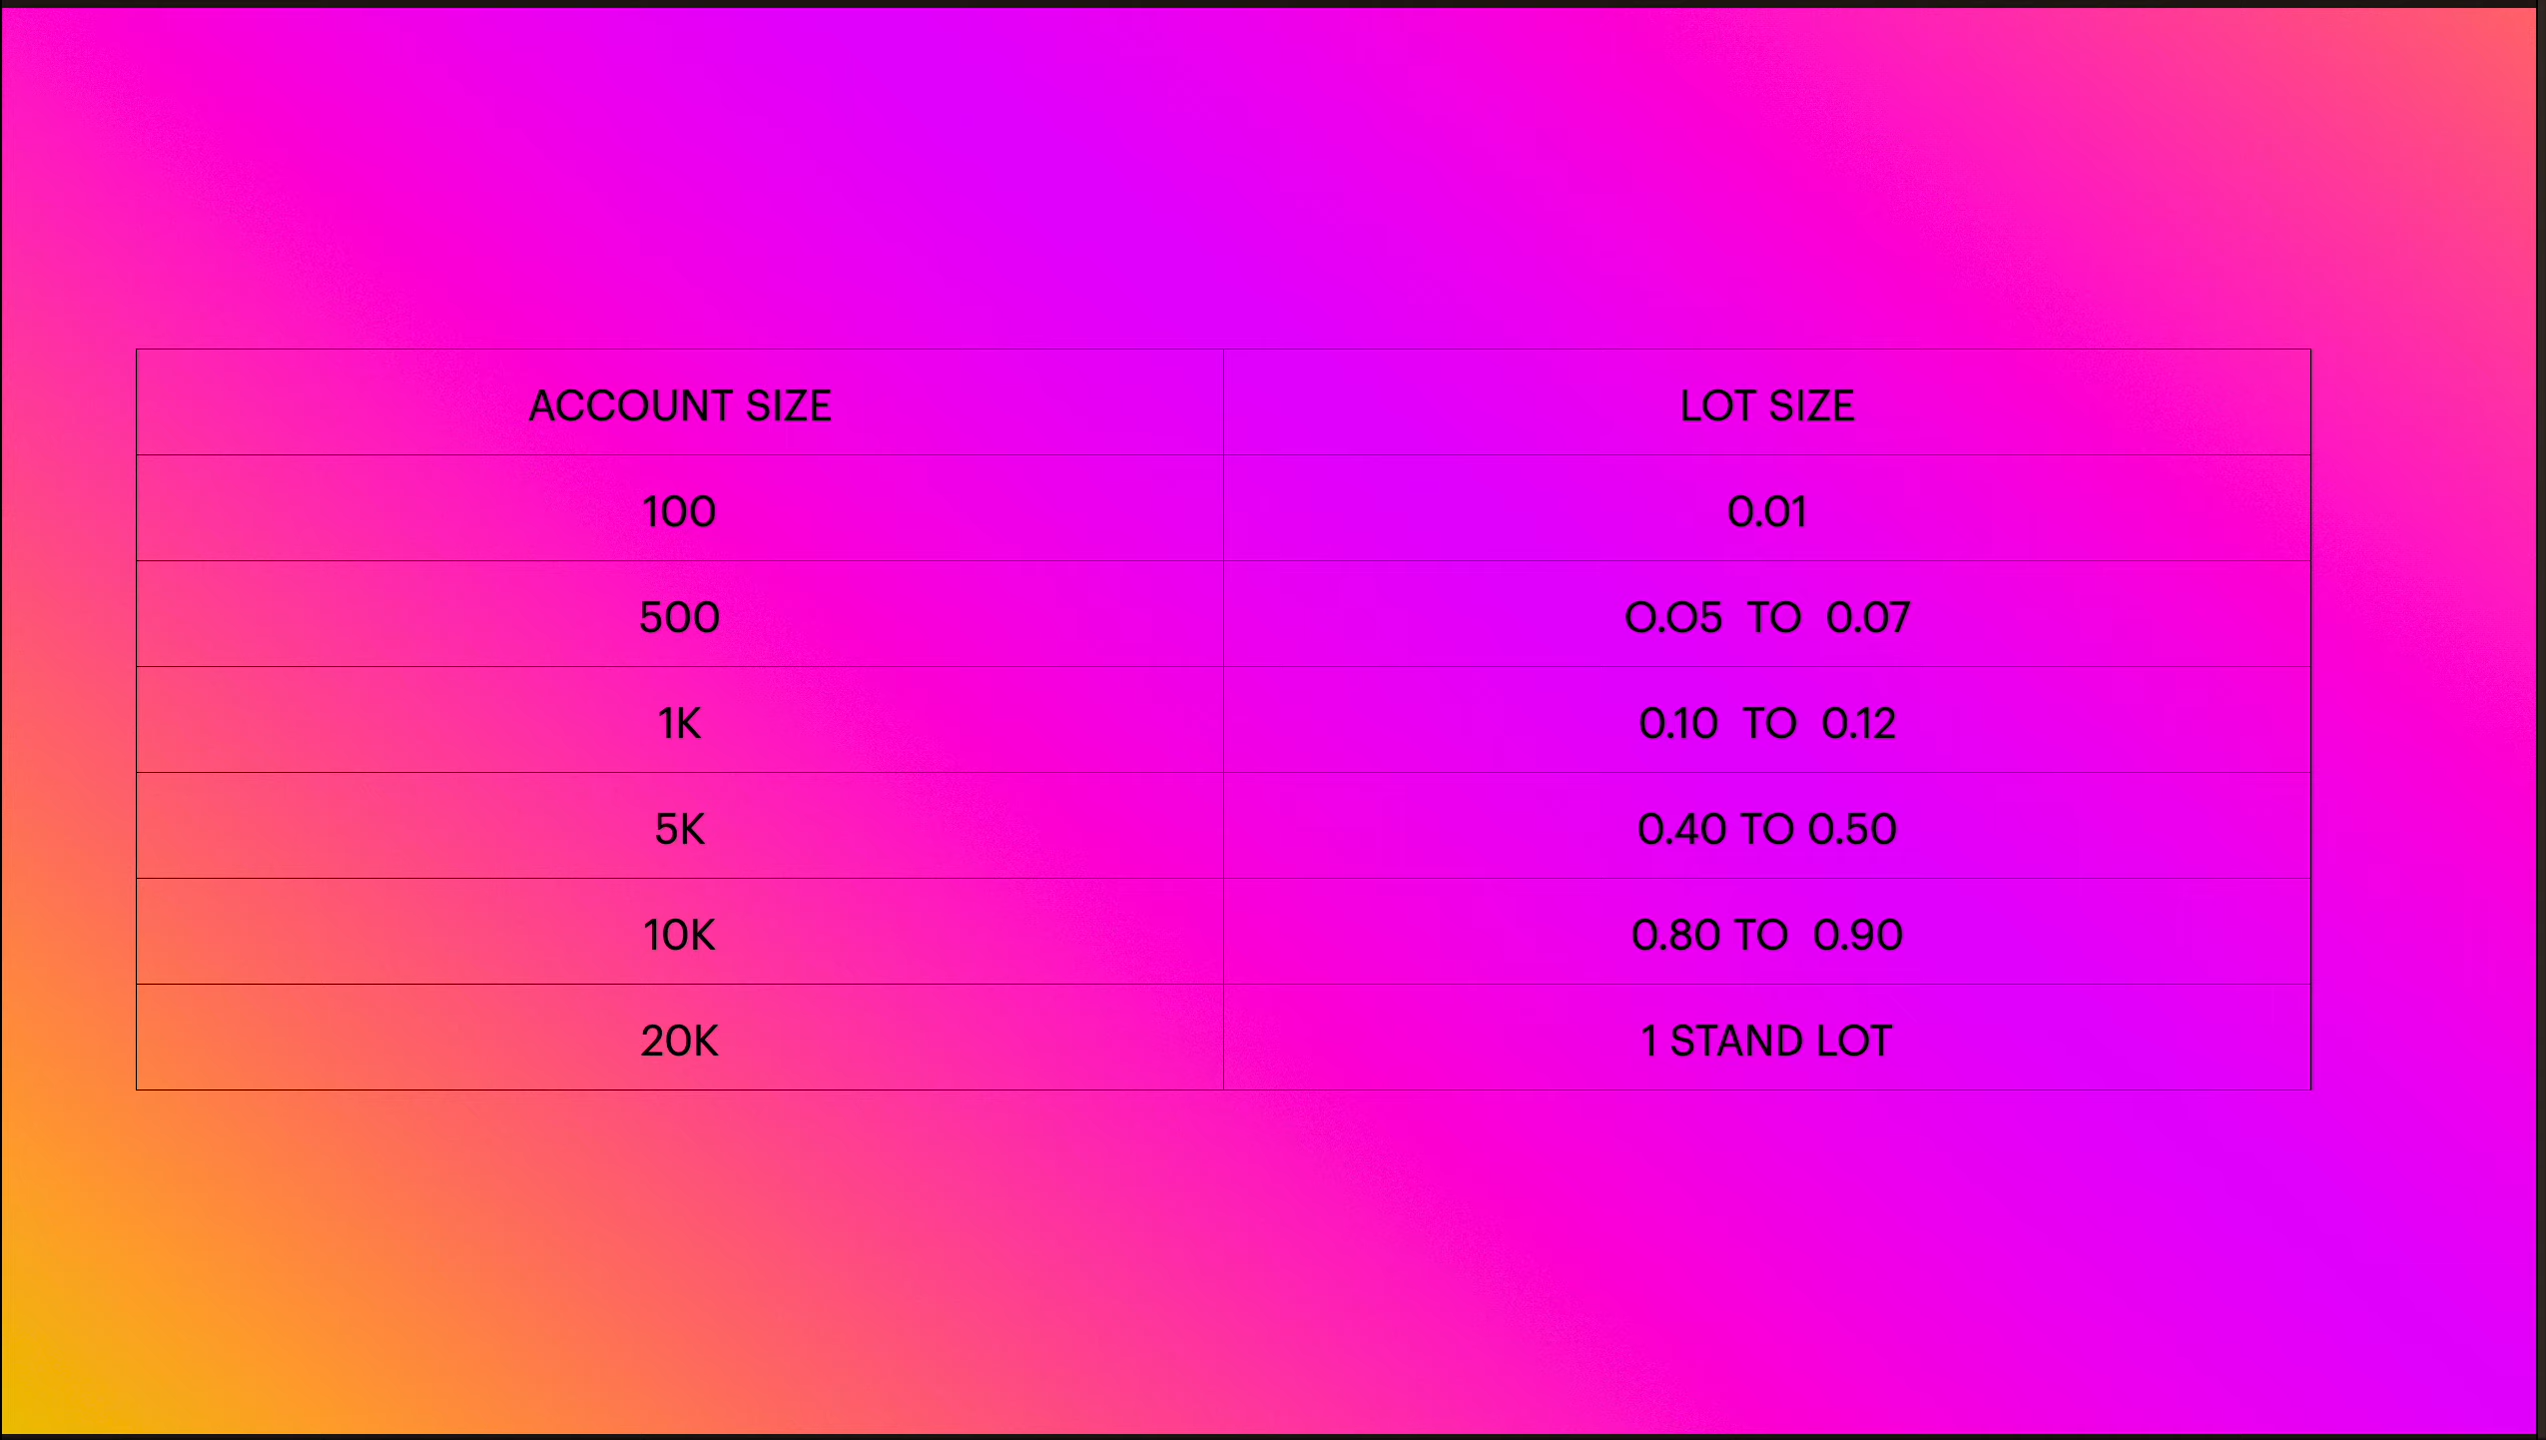 ACCOUNT SIZE LOT SIZE
100 0.01
500 O.O5 TO 0.07
1K 0.10 TO 0.12
5K 0.40 TO 0.50
10K 0.80 TO 0.90
20K 1 STAND LOT